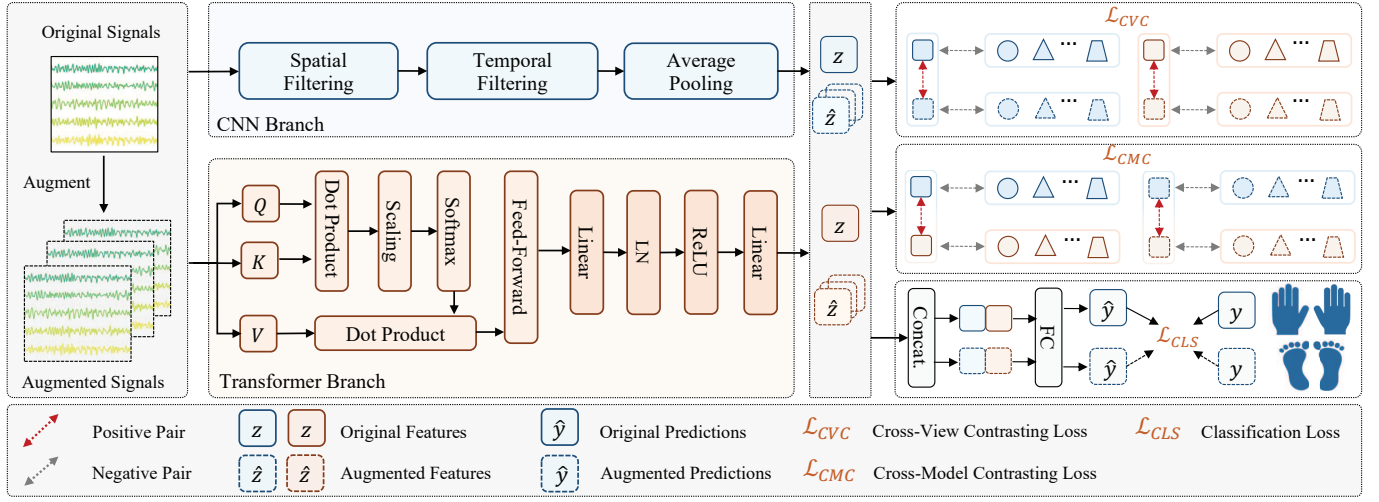 Original Signals
Augment
Augmented Signals
Spatial
Filtering
Temporal
Filtering
Average
Pooling
CNN Branch
Q
K
V
Dot Product
Scaling
Softmax
Dot Product
Feed-Forward
Linear
LN
ReLU
Linear
Transformer Branch
z
ẑ
z
ẑ
ℒCVC
...
...
...
...
ℒCMC
...
...
...
...
Concat.
FC
ŷ
ŷ
ℒCLS
y
y
Positive Pair
z z Original Features
ŷ Original Predictions
ℒCVC Cross-View Contrasting Loss
ℒCLS Classification Loss
Negative Pair
ẑ ẑ Augmented Features
ŷ Augmented Predictions
ℒCMC Cross-Model Contrasting Loss